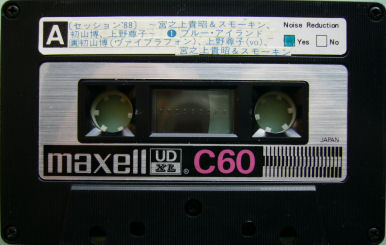 A
(セッション'88) ～宮之上貴昭&スモーキン、
初山博、上野尊子～ ❶ ブルー・アイランド
初山博(ヴァイブラフォン)、上野尊子(vo)、
宮之上貴昭&スモーキン
Noise Reduction
Yes No
JAPAN
maxell UD XL ® C60